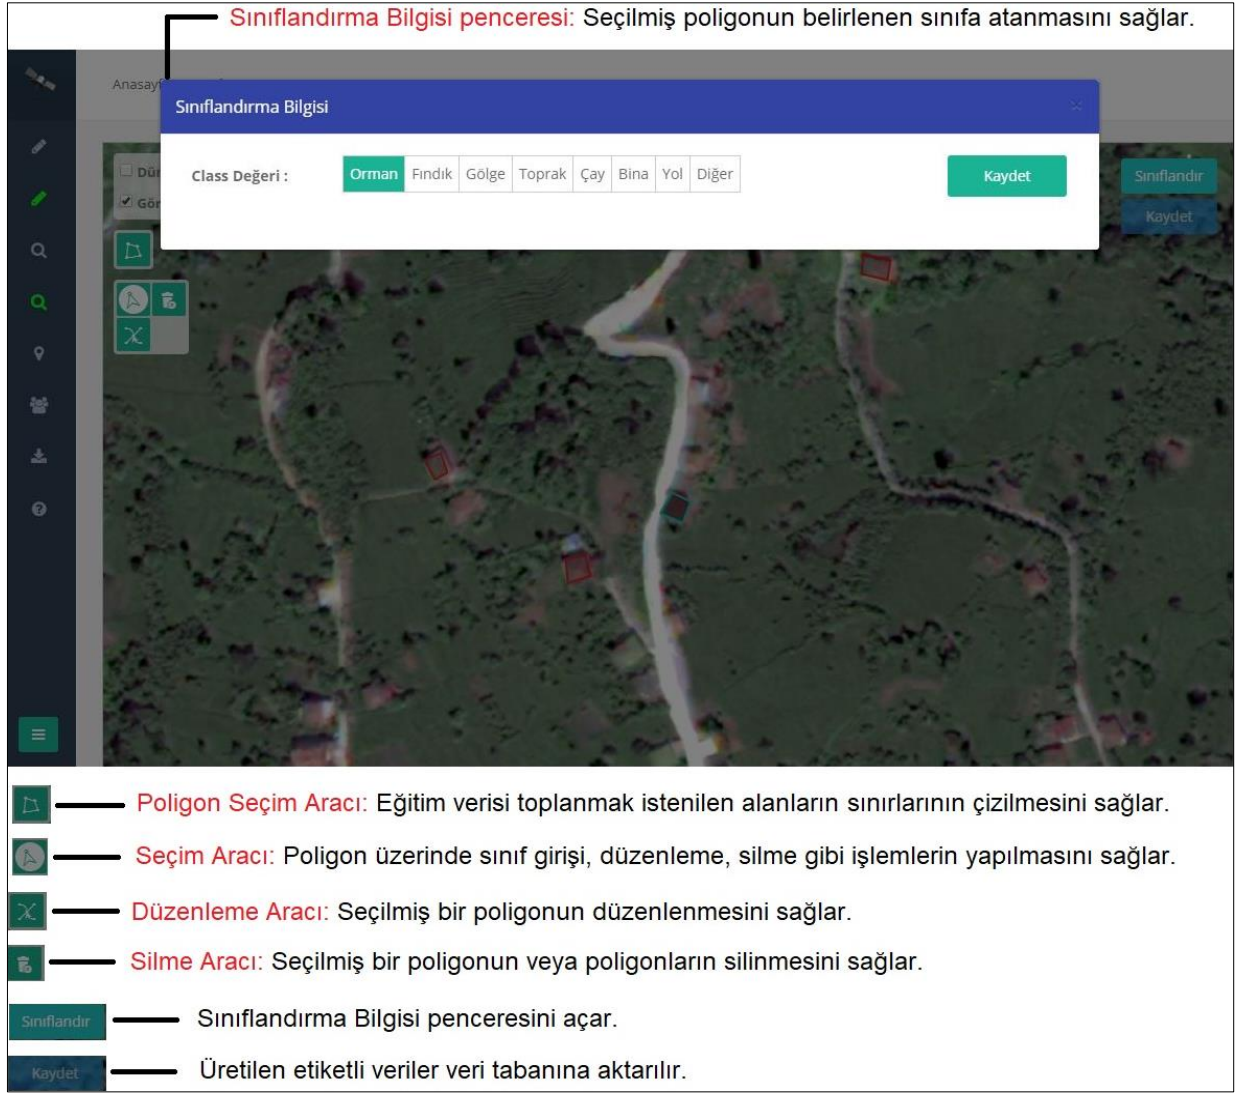 Sınıflandırma Bilgisi penceresi: Seçilmiş poligonun belirlenen sınıfa atanmasını sağlar.
Anasayf
Sınıflandırma Bilgisi
Class Değeri :
Orman Fındık Gölge Toprak Çay Bina Yol Diğer
Kaydet
Sınıflandır
Kaydet
Poligon Seçim Aracı: Eğitim verisi toplanmak istenilen alanların sınırlarının çizilmesini sağlar.
Seçim Aracı: Poligon üzerinde sınıf girişi, düzenleme, silme gibi işlemlerin yapılmasını sağlar.
Düzenleme Aracı: Seçilmiş bir poligonun düzenlenmesini sağlar.
Silme Aracı: Seçilmiş bir poligonun veya poligonların silinmesini sağlar.
Sınıflandır Sınıflandırma Bilgisi penceresini açar.
Kaydet Üretilen etiketli veriler veri tabanına aktarılır.